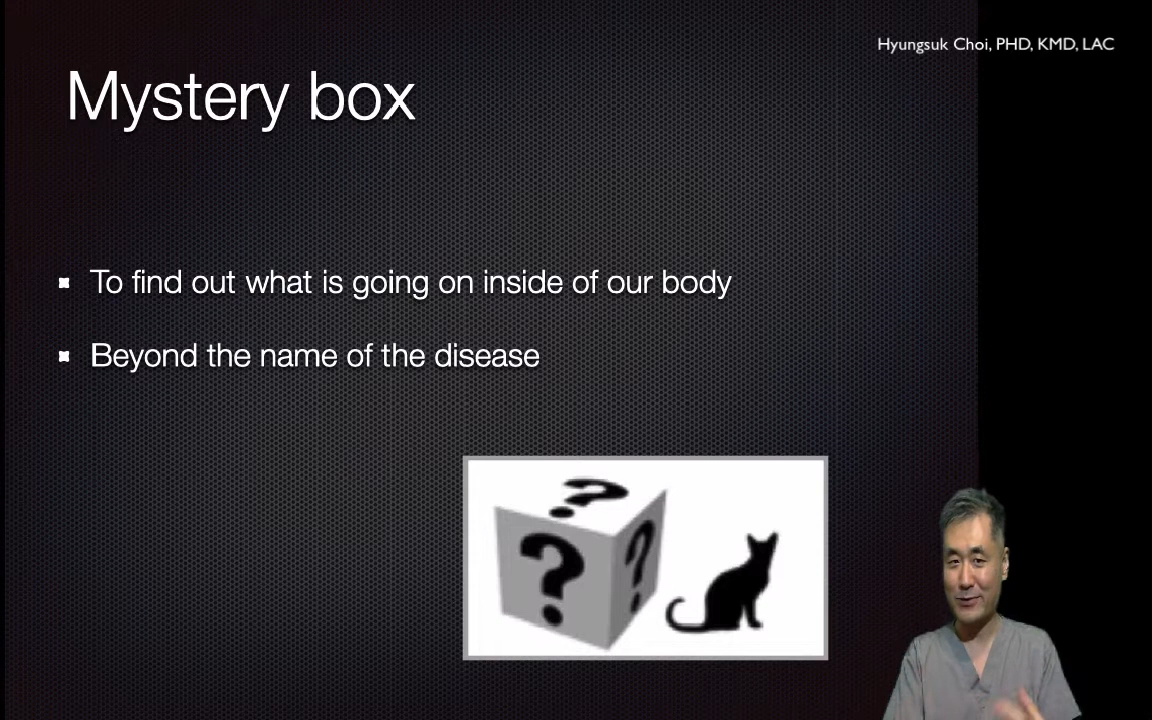 Hyungsuk Choi, PHD, KMD, LAC
Mystery box
To find out what is going on inside of our body
Beyond the name of the disease
?
?
?